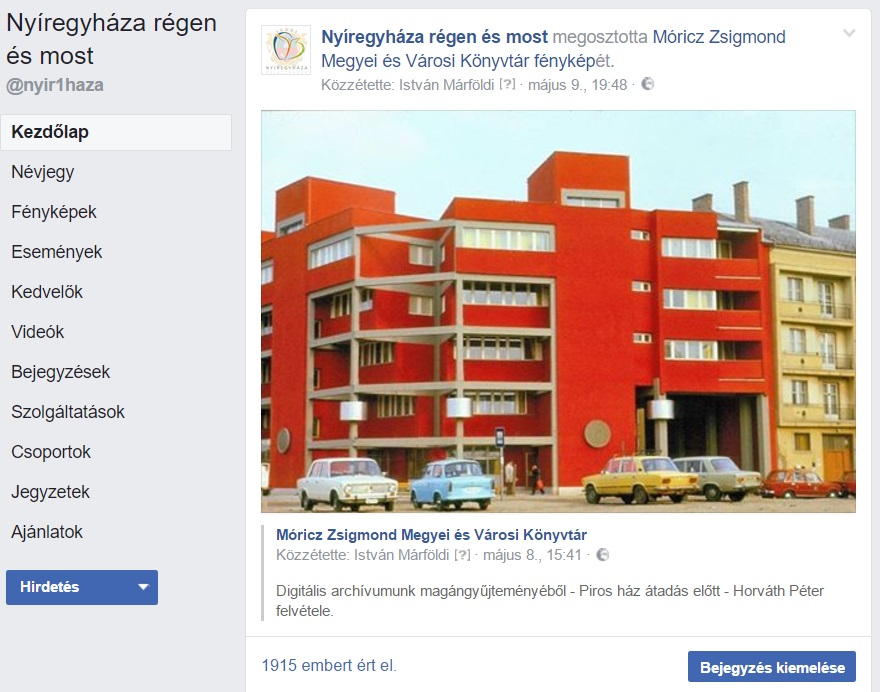 Nyíregyháza régen
és most
@nyir1haza
Kezdőlap
Névjegy
Fényképek
Események
Kedvelők
Videók
Bejegyzések
Szolgáltatások
Csoportok
Jegyzetek
Ajánlatok
Hirdetés
NYÍREGYHÁZA
Nyíregyháza régen és most megosztotta Móricz Zsigmond
Megyei és Városi Könyvtár fényképét.
Közzétette: István Márföldi [?] · május 9., 19:48 ·
Móricz Zsigmond Megyei és Városi Könyvtár
Közzétette: István Márföldi [?] · május 8., 15:41 ·
Digitális archívumunk magángyűjteményéből - Piros ház átadás előtt - Horváth Péter
felvétele.
1915 embert ért el.
Bejegyzés kiemelése